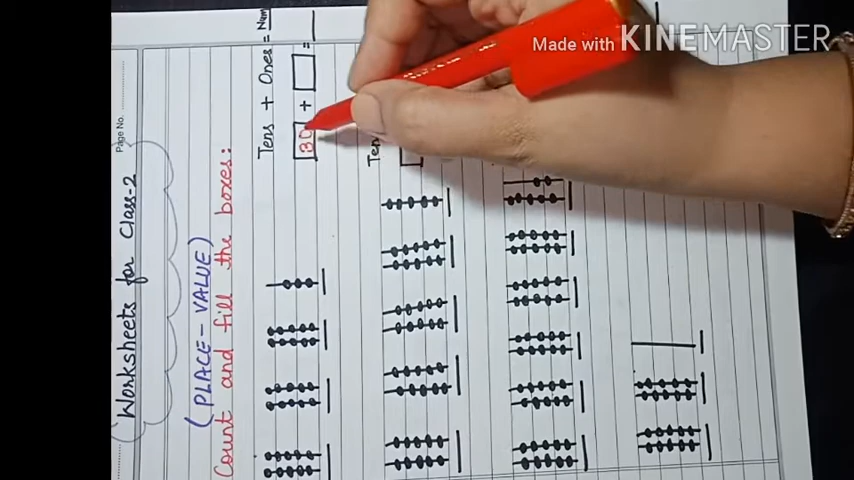 Page No.
Worksheets for Class-2
(PLACE-VALUE)
Count and fill the boxes:
Tens + Ones = Num
30 + =
Made with KINEMASTER